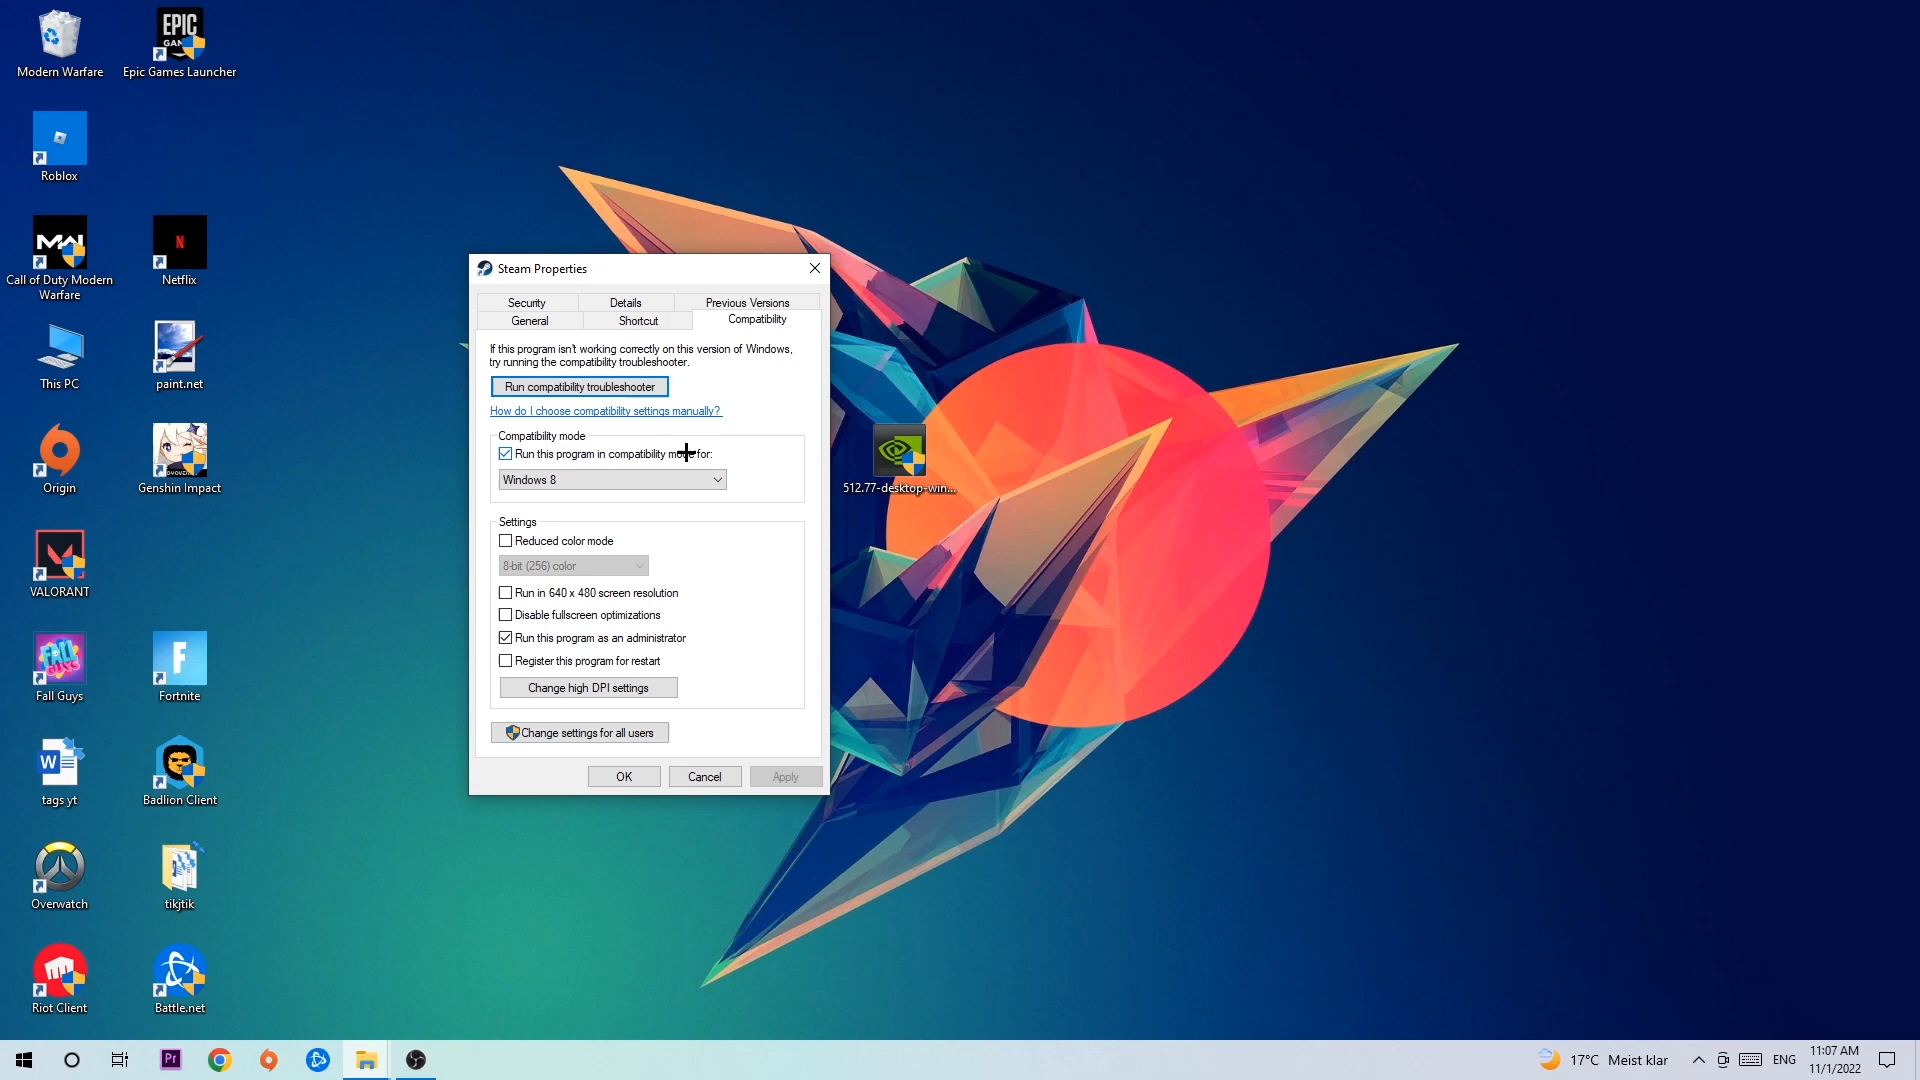 Modern Warfare
EPIC
GAM
Epic Games Launcher
Roblox
MW
Call of Duty Modern
Warfare
N
Netflix
This PC
paint.net
Origin
Genshin Impact
VALORANT
FALL
F
Fall Guys
Fortnite
W
tags yt
Badlion Client
Overwatch
tikjtik
Riot Client
Battle.net
512.77-desktop-win...
Steam Properties
Security
Details
Previous Versions
General
Shortcut
Compatibility
If this program isn't working correctly on this version of Windows,
try running the compatibility troubleshooter.
Run compatibility troubleshooter
How do I choose compatibility settings manually?
Compatibility mode
Run this program in compatibility mode for:
Windows 8
Settings
Reduced color mode
8-bit (256) color
Run in 640 x 480 screen resolution
Disable fullscreen optimizations
Run this program as an administrator
Register this program for restart
Change high DPI settings
Change settings for all users
OK
Cancel
Apply
Pr
17°C Meist klar
ENG
11:07 AM
11/1/2022